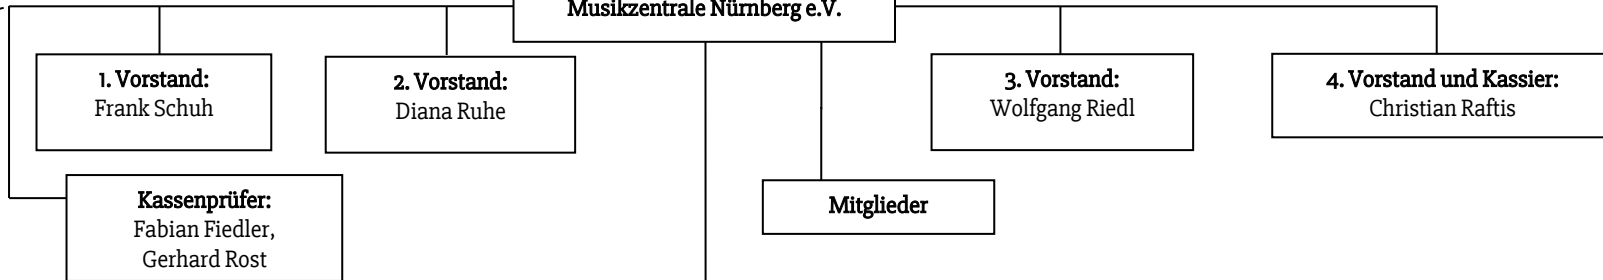 Musikzentrale Nürnberg e.V.
1. Vorstand:
Frank Schuh
2. Vorstand:
Diana Ruhe
3. Vorstand:
Wolfgang Riedl
4. Vorstand und Kassier:
Christian Raftis
Kassenprüfer:
Fabian Fiedler,
Gerhard Rost
Mitglieder